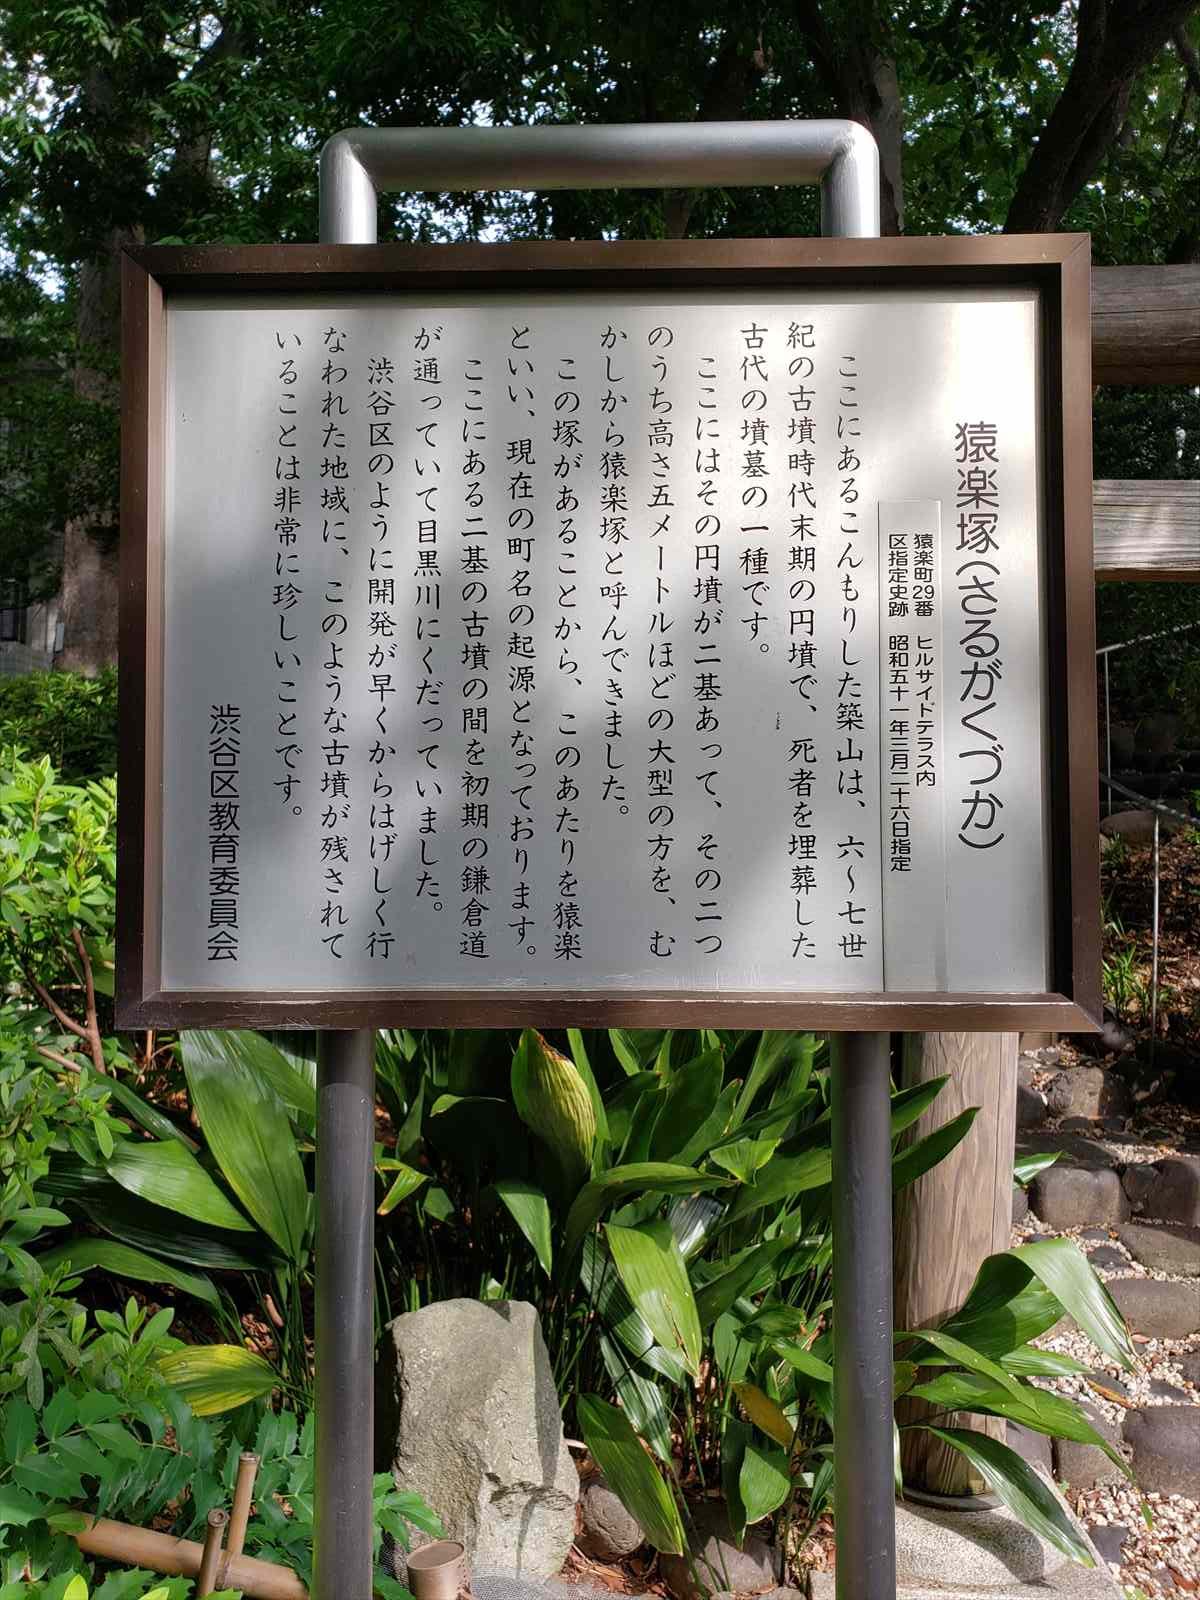 猿楽塚(さるがくづか)
猿楽町29番 ヒルサイドテラス内
区指定史跡 昭和五十一年三月二十六日指定
ここにあるこんもりした築山は、六～七世
紀の古墳時代末期の円墳で、死者を埋葬した
古代の墳墓の一種です。
ここにはその円墳が二基あって、その二つ
のうち高さ五メートルほどの大型の方を、む
かしから猿楽塚と呼んできました。
この塚があることから、このあたりを猿楽
といい、現在の町名の起源となっております。
ここにある二基の古墳の間を初期の鎌倉道
が通っていて目黒川にくだっていました。
渋谷区のように開発が早くからはげしく行
なわれた地域に、このような古墳が残されて
いることは非常に珍しいことです。
渋谷区教育委員会